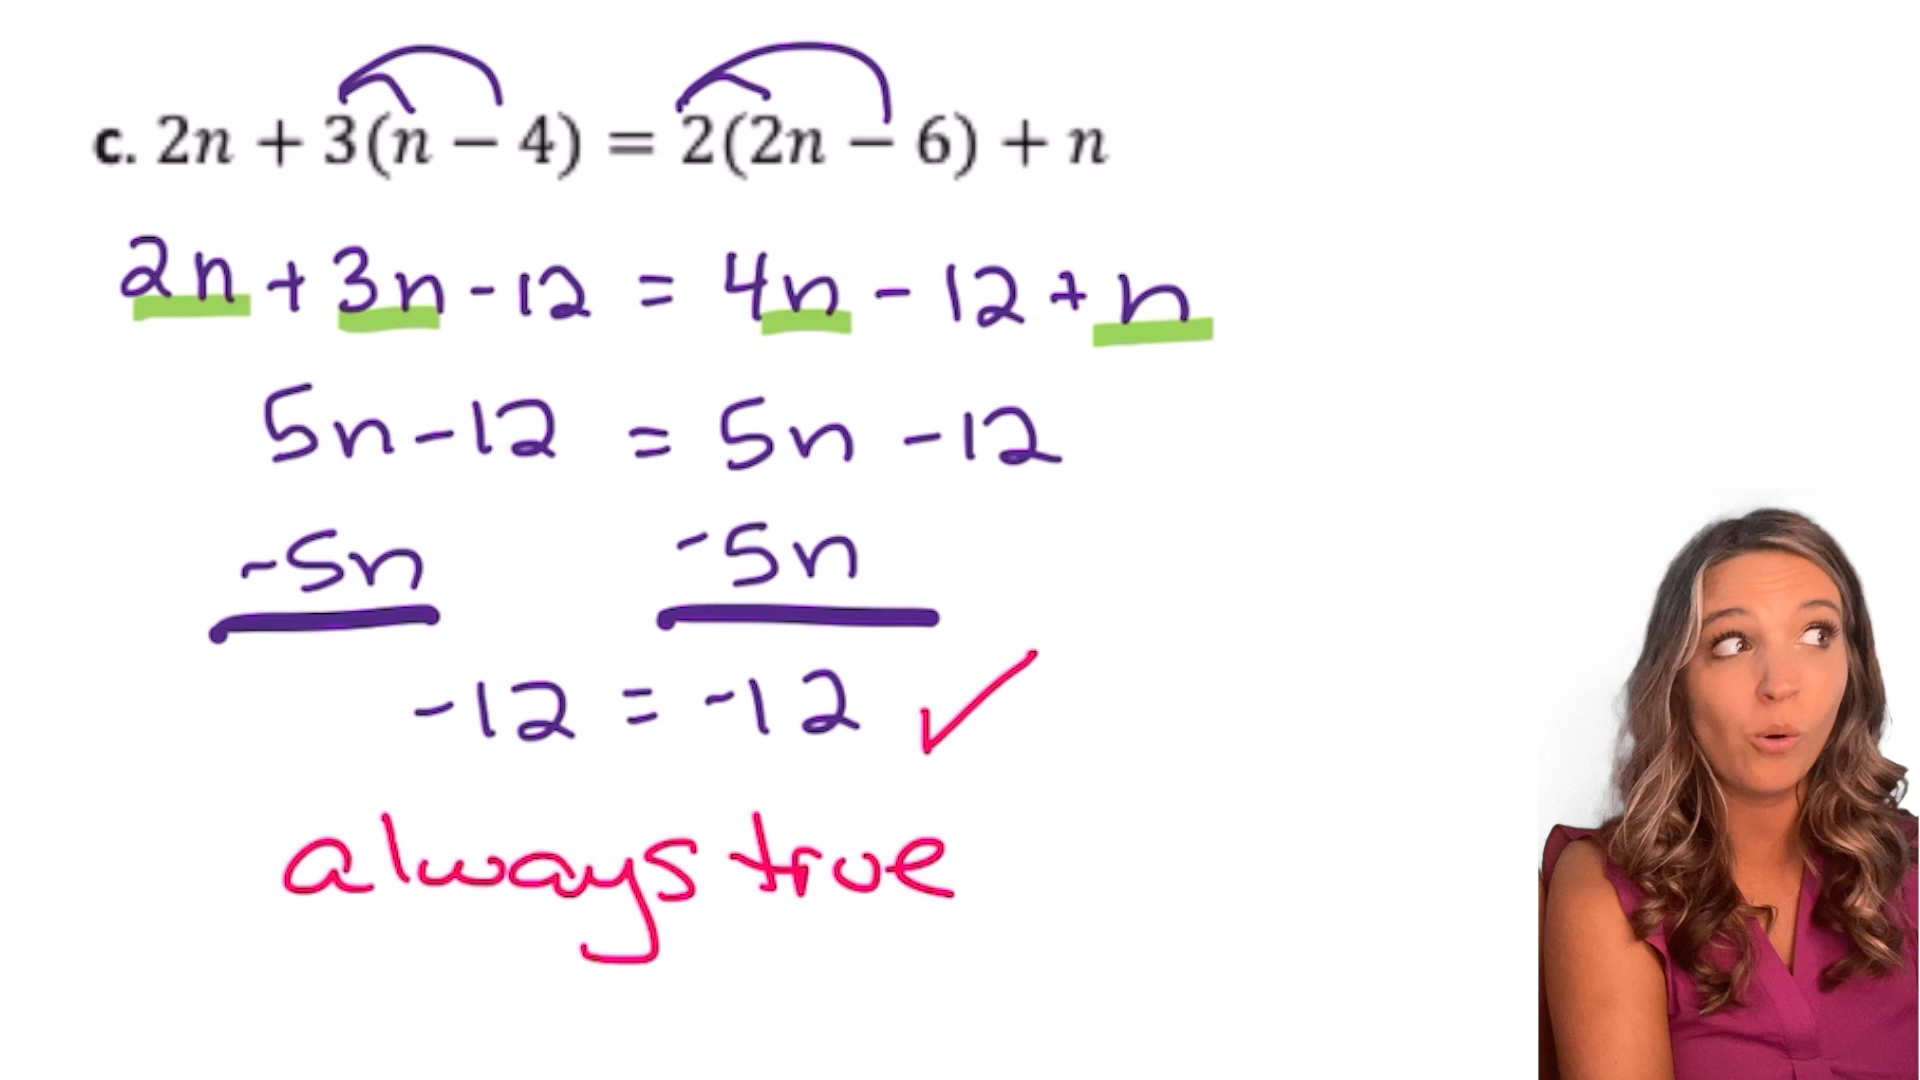 c. 2n + 3(n − 4) = 2(2n − 6) + n
2n + 3n - 12 = 4n - 12 + n
5n - 12 = 5n - 12
-5n -5n
-12 = -12 ✓
always true